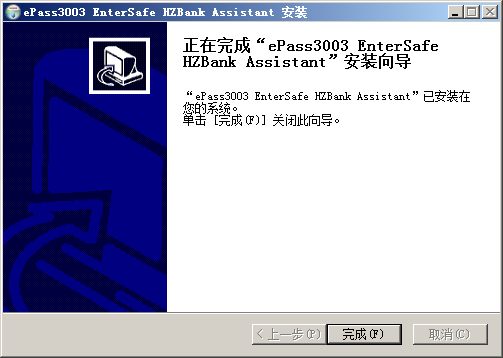 ePass3003 EnterSafe HZBank Assistant 安装
正在完成“ePass3003 EnterSafe
HZBank Assistant”安装向导
“ePass3003 EnterSafe HZBank Assistant”已安装在
您的系统。
单击 [完成(F)] 关闭此向导。
< 上一步(P) 完成(F) 取消(C)